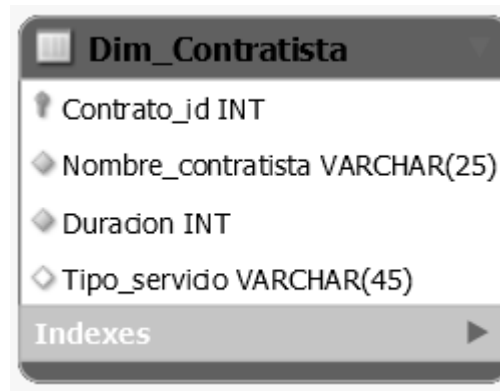 Dim_Contratista
Contrato_id INT
Nombre_contratista VARCHAR(25)
Duracion INT
Tipo_servicio VARCHAR(45)
Indexes